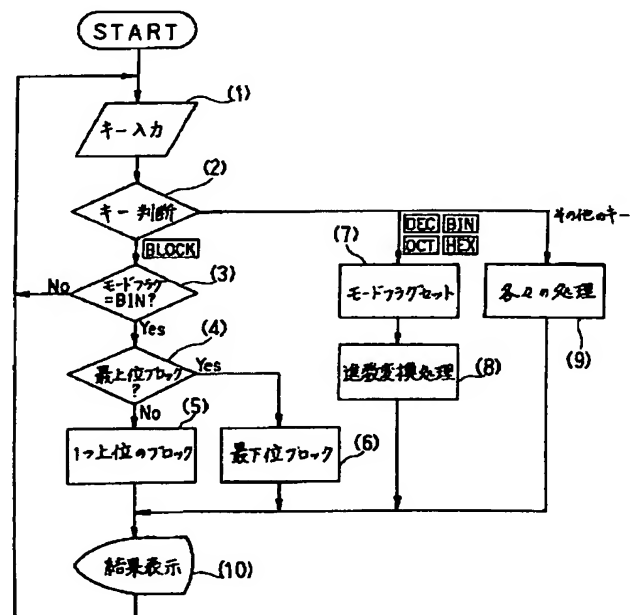 START
(1)
キー入力
(2)
キー判断
その他のキー
DEC BIN
OCT HEX
BLOCK
(3)
モードフラグ
=BIN?
No
Yes
(4)
最上位ブロック
?
Yes
No
(5)
1つ上位のブロック
(6)
最下位ブロック
(7)
モードフラグセット
(8)
進数変換処理
各々の処理
(9)
結果表示
(10)